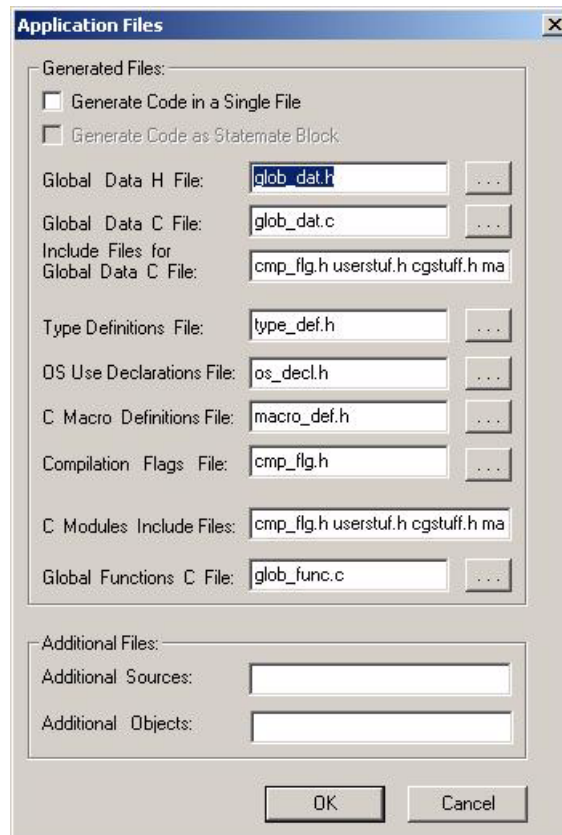 Application Files
Generated Files:
Generate Code in a Single File
Generate Code as Statemate Block
Global Data H File: glob_dat.h ...
Global Data C File: glob_dat.c ...
Include Files for
Global Data C File: cmp_flg.h userstuf.h cgstuff.h ma
Type Definitions File: type_def.h ...
OS Use Declarations File: os_decl.h ...
C Macro Definitions File: macro_def.h ...
Compilation Flags File: cmp_flg.h ...
C Modules Include Files: cmp_flg.h userstuf.h cgstuff.h ma
Global Functions C File: glob_func.c ...
Additional Files:
Additional Sources:
Additional Objects:
OK Cancel